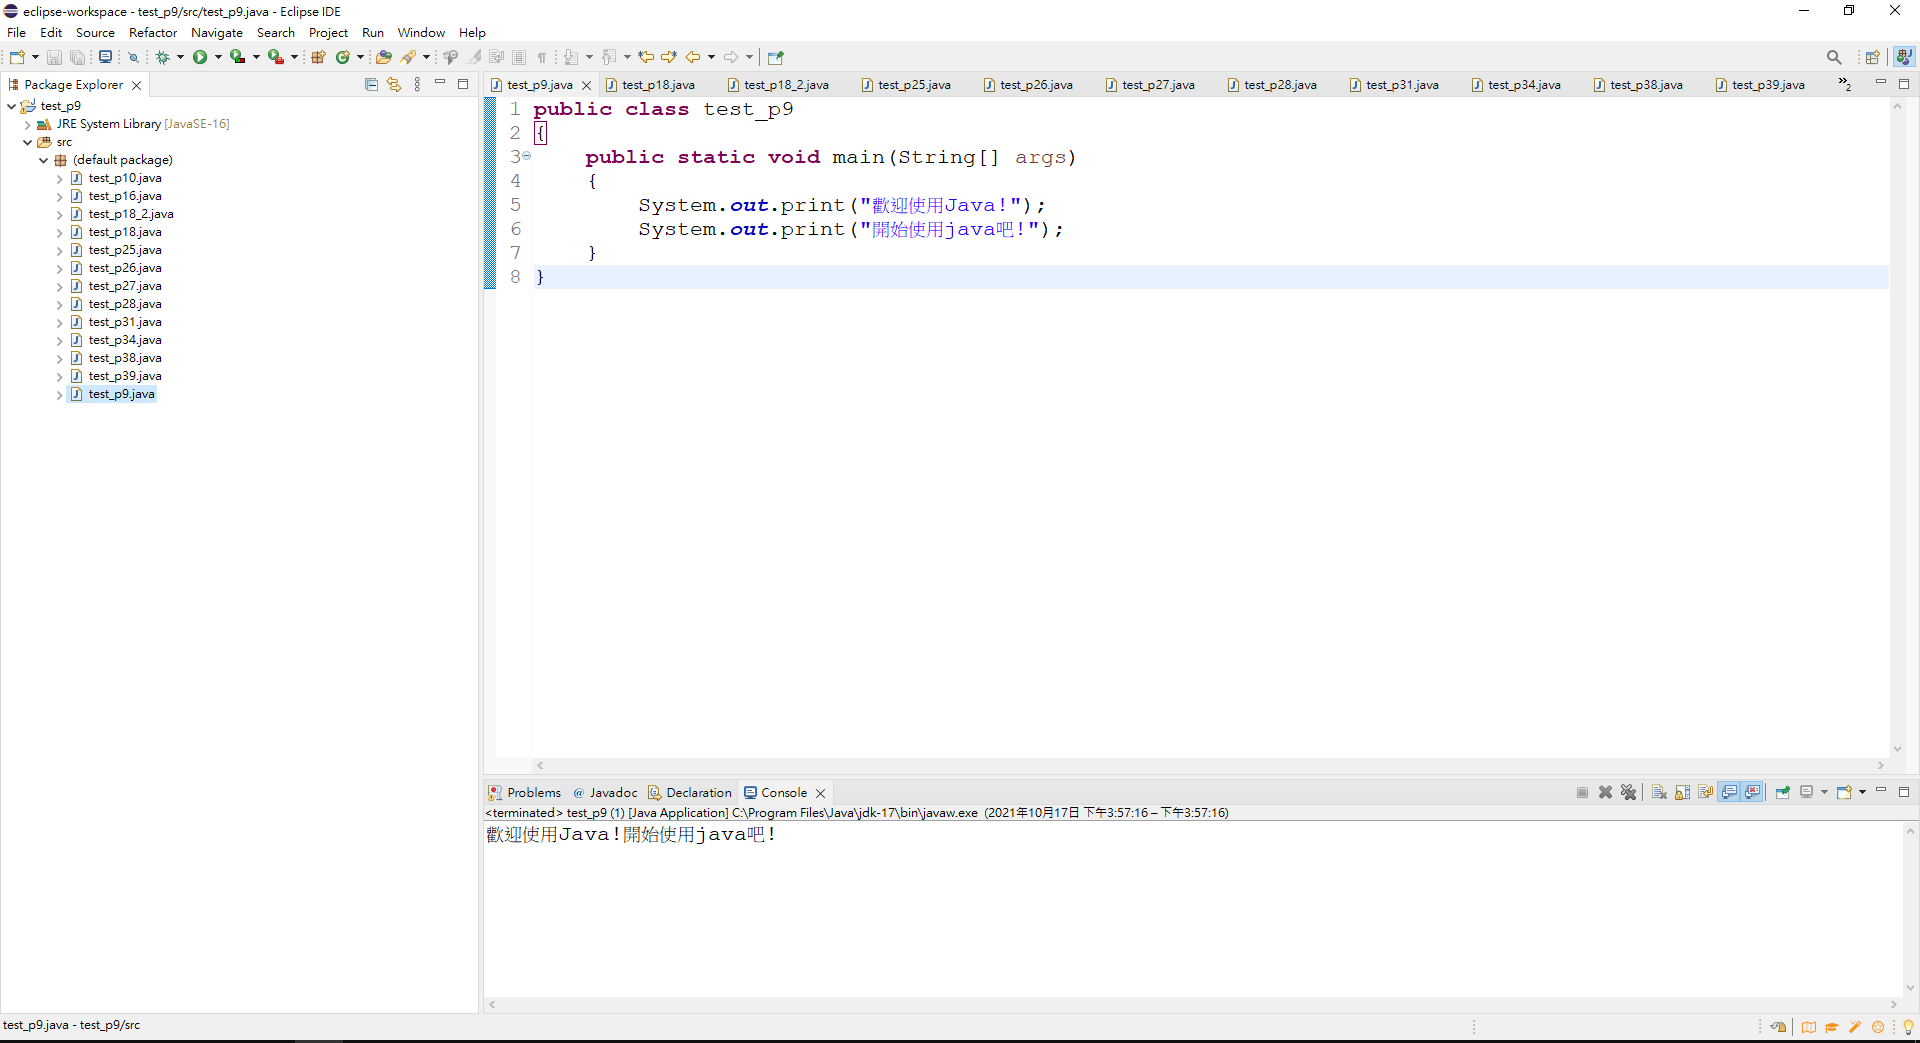 eclipse-workspace - test_p9/src/test_p9.java - Eclipse IDE
File Edit Source Refactor Navigate Search Project Run Window Help
Package Explorer
test_p9
JRE System Library [JavaSE-16]
src
(default package)
test_p10.java
test_p16.java
test_p18_2.java
test_p18.java
test_p25.java
test_p26.java
test_p27.java
test_p28.java
test_p31.java
test_p34.java
test_p38.java
test_p39.java
test_p9.java
test_p9.java test_p18.java test_p18_2.java test_p25.java test_p26.java test_p27.java test_p28.java test_p31.java test_p34.java test_p38.java test_p39.java »2
1 public class test_p9
2 {
3 public static void main(String[] args)
4 {
5 System.out.print("歡迎使用Java!");
6 System.out.print("開始使用java吧!");
7 }
8 }
Problems @ Javadoc Declaration Console
<terminated> test_p9 (1) [Java Application] C:\Program Files\Java\jdk-17\bin\javaw.exe (2021年10月17日 下午3:57:16 – 下午3:57:16)
歡迎使用Java!開始使用java吧!
test_p9.java - test_p9/src